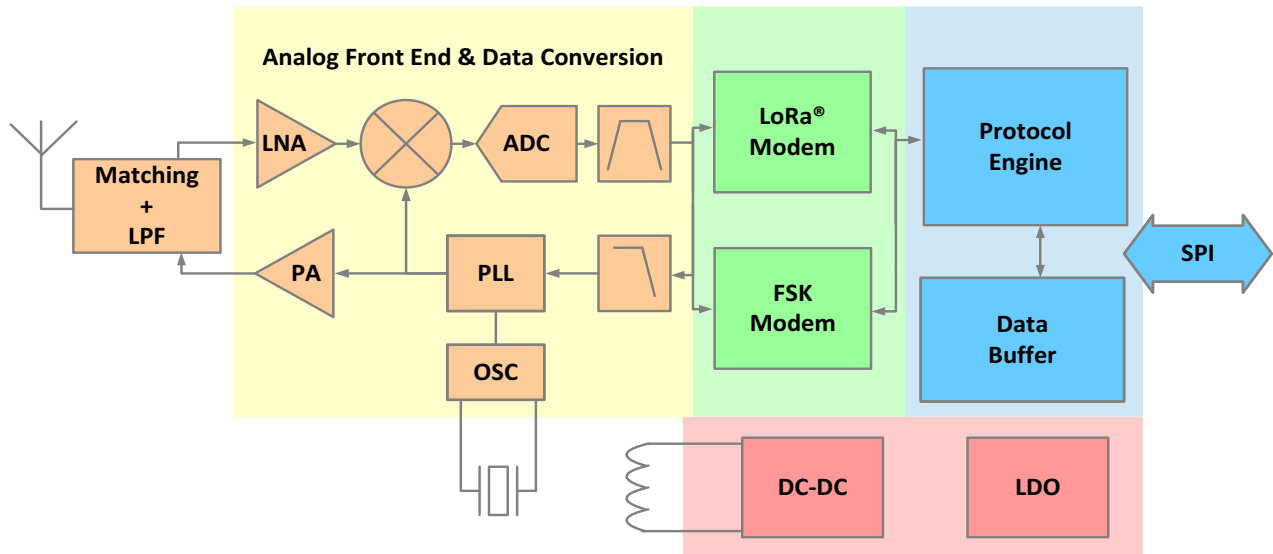 Analog Front End & Data Conversion
LNA
ADC
LoRa®
Modem
Protocol
Engine
Matching
+
LPF
PA
PLL
FSK
Modem
SPI
Data
Buffer
OSC
DC-DC
LDO